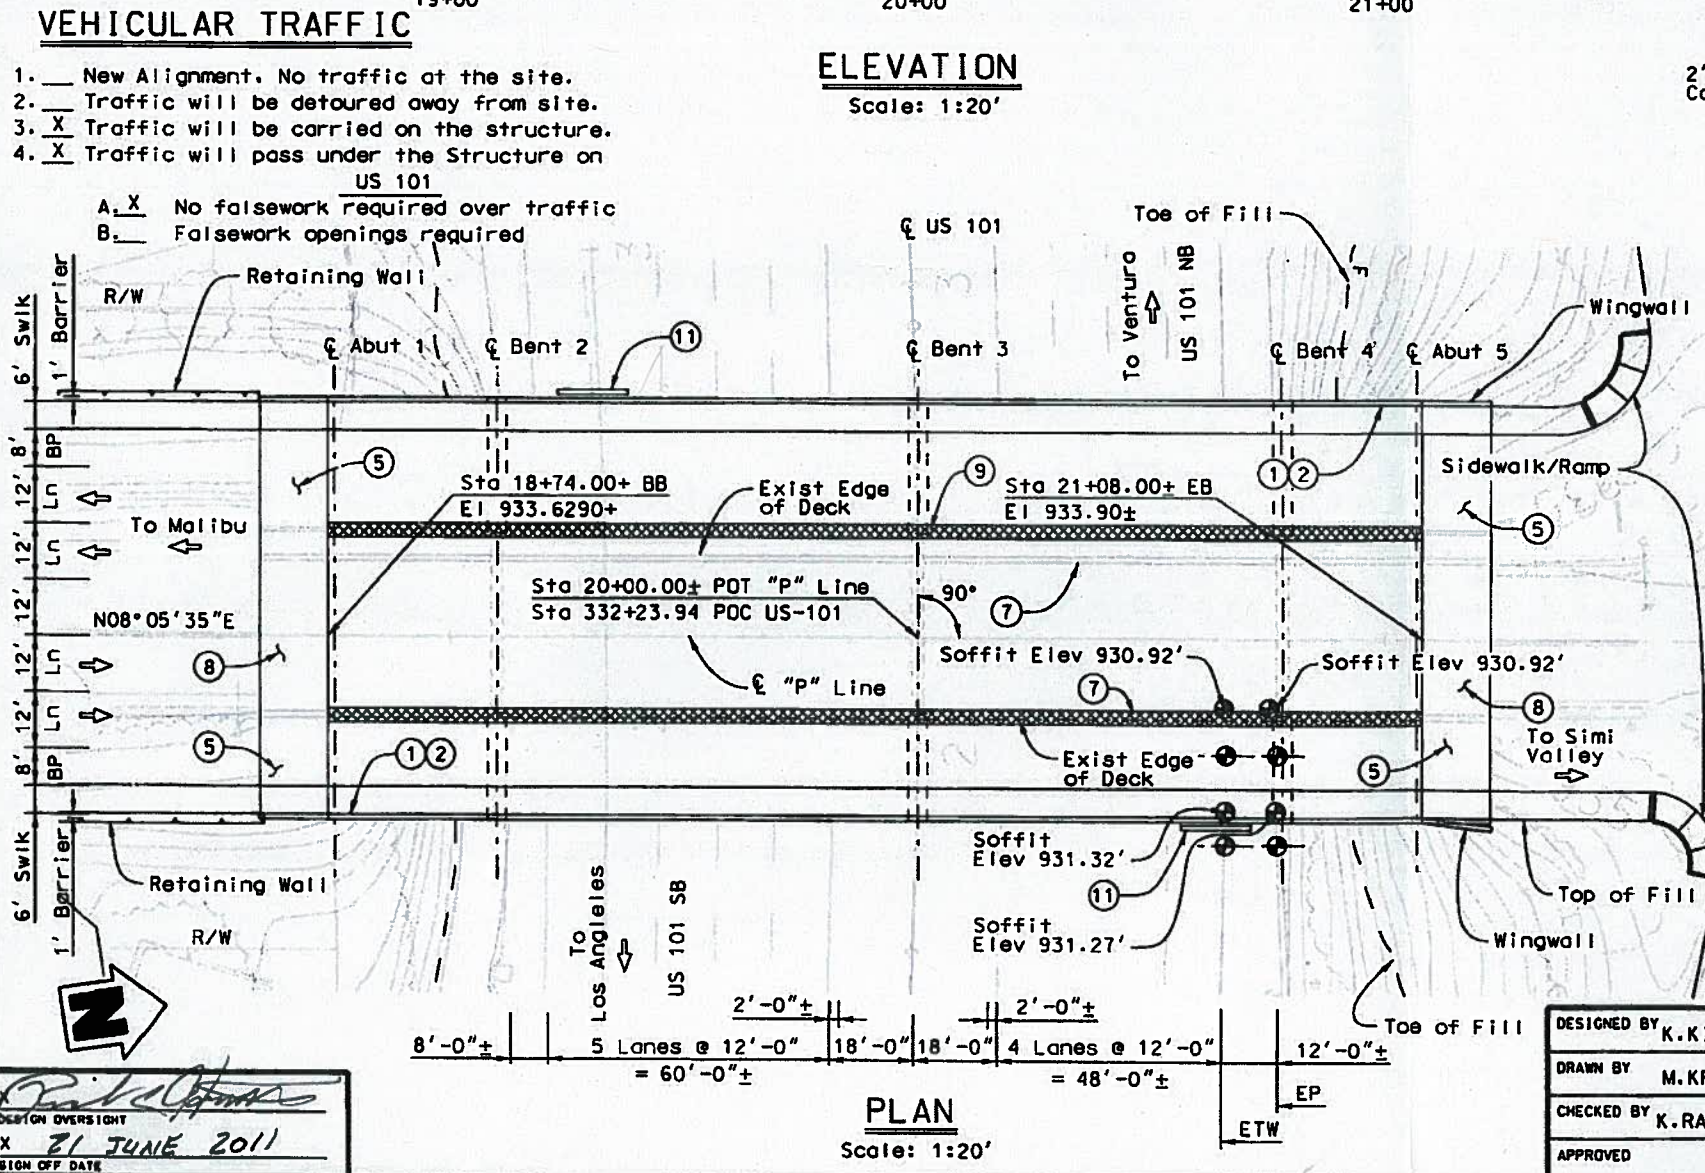 19+00
20+00
21+00
VEHICULAR TRAFFIC
1. __ New Alignment. No traffic at the site.
2. __ Traffic will be detoured away from site.
3. X Traffic will be carried on the structure.
4. X Traffic will pass under the Structure on
US 101
A. X No falsework required over traffic
B. __ Falsework openings required
ELEVATION
Scale: 1:20'
2'
Co
℄ US 101
Toe of Fill
To Ventura
US 101 NB
F
Wingwall
6' Swlk
1' Barrier
R/W
Retaining Wall
℄ Abut 1
℄ Bent 2
11
℄ Bent 3
℄ Bent 4
℄ Abut 5
8'
BP
12'
Ln
12'
Ln
12'
12'
Ln
12'
Ln
8'
BP
5
Sta 18+74.00± BB
El 933.6290+
Exist Edge
of Deck
9
Sta 21+08.00± EB
El 933.90±
1 2
Sidewalk/Ramp
5
To Malibu
N08°05'35"E
Sta 20+00.00± POT "P" Line
Sta 332+23.94 POC US-101
90°
7
8
℄ "P" Line
Soffit Elev 930.92'
Soffit Elev 930.92'
7
8
5
1 2
Exist Edge
of Deck
5
To Simi
Valley
6' Swlk
1' Barrier
Retaining Wall
R/W
Soffit
Elev 931.32'
11
Soffit
Elev 931.27'
Top of Fill
Wingwall
Toe of Fill
To
Los Angleles
US 101 SB
N
2'-0"±
2'-0"±
8'-0"±
5 Lanes @ 12'-0"
= 60'-0"±
18'-0"
18'-0"
4 Lanes @ 12'-0"
= 48'-0"±
12'-0"±
EP
ETW
PLAN
Scale: 1:20'
X
DESIGN OVERSIGHT
X 21 JUNE 2011
SIGN OFF DATE
DESIGNED BY K.K
DRAWN BY M.KR
CHECKED BY K.RA
APPROVED